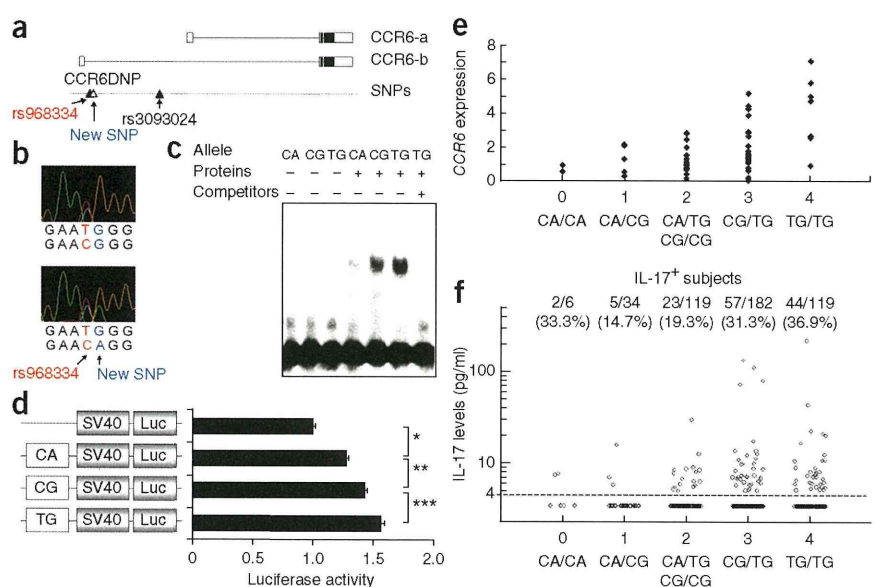 a
CCR6-a
CCR6-b
CCR6DNP
SNPs
rs968334
rs3093024
New SNP
b
GAATGGG
GAACGGG
GAATGGG
GAACAGG
rs968334
New SNP
c
Allele CA CG TG CA CG TG TG
Proteins – – – + + + +
Competitors – – – – – – +
d
SV40 Luc
CA SV40 Luc
CG SV40 Luc
TG SV40 Luc
*
**
***
0 0.5 1.0 1.5 2.0
Luciferase activity
e
CCR6 expression
8
6
4
2
0
0 1 2 3 4
CA/CA CA/CG CA/TG CG/TG TG/TG
CG/CG
f
IL-17+ subjects
2/6 5/34 23/119 57/182 44/119
(33.3%) (14.7%) (19.3%) (31.3%) (36.9%)
IL-17 levels (pg/ml)
100
10
4
0 1 2 3 4
CA/CA CA/CG CA/TG CG/TG TG/TG
CG/CG